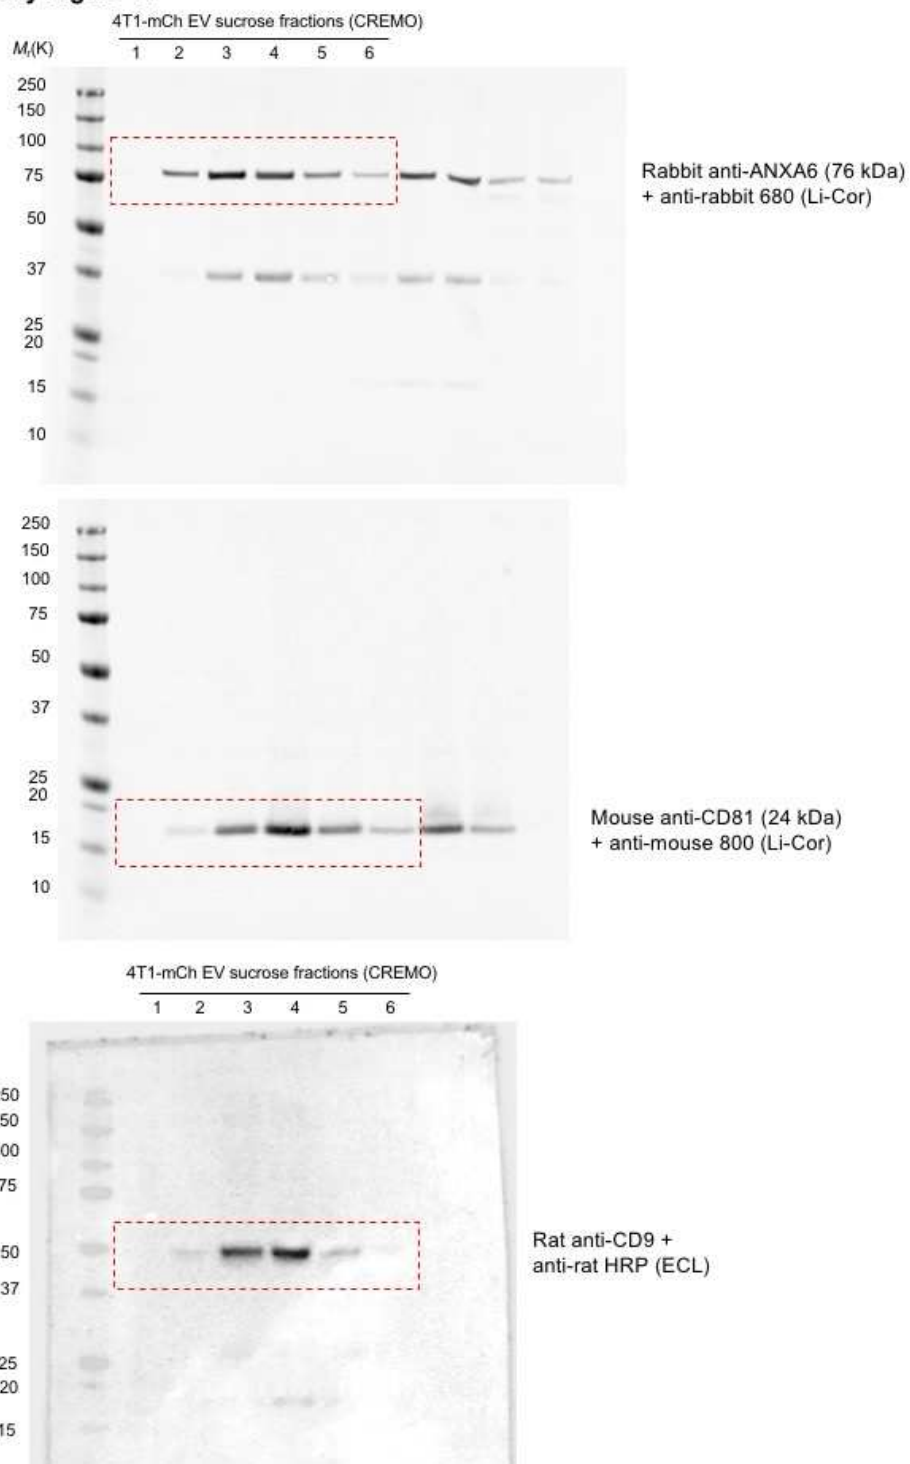 4T1-mCh EV sucrose fractions (CREMO)
Mr(K)
1 2 3 4 5 6
250
150
100
75
50
37
25
20
15
10
Rabbit anti-ANXA6 (76 kDa)
+ anti-rabbit 680 (Li-Cor)
250
150
100
75
50
37
25
20
15
10
Mouse anti-CD81 (24 kDa)
+ anti-mouse 800 (Li-Cor)
4T1-mCh EV sucrose fractions (CREMO)
1 2 3 4 5 6
50
50
00
75
50
37
25
20
15
Rat anti-CD9 +
anti-rat HRP (ECL)